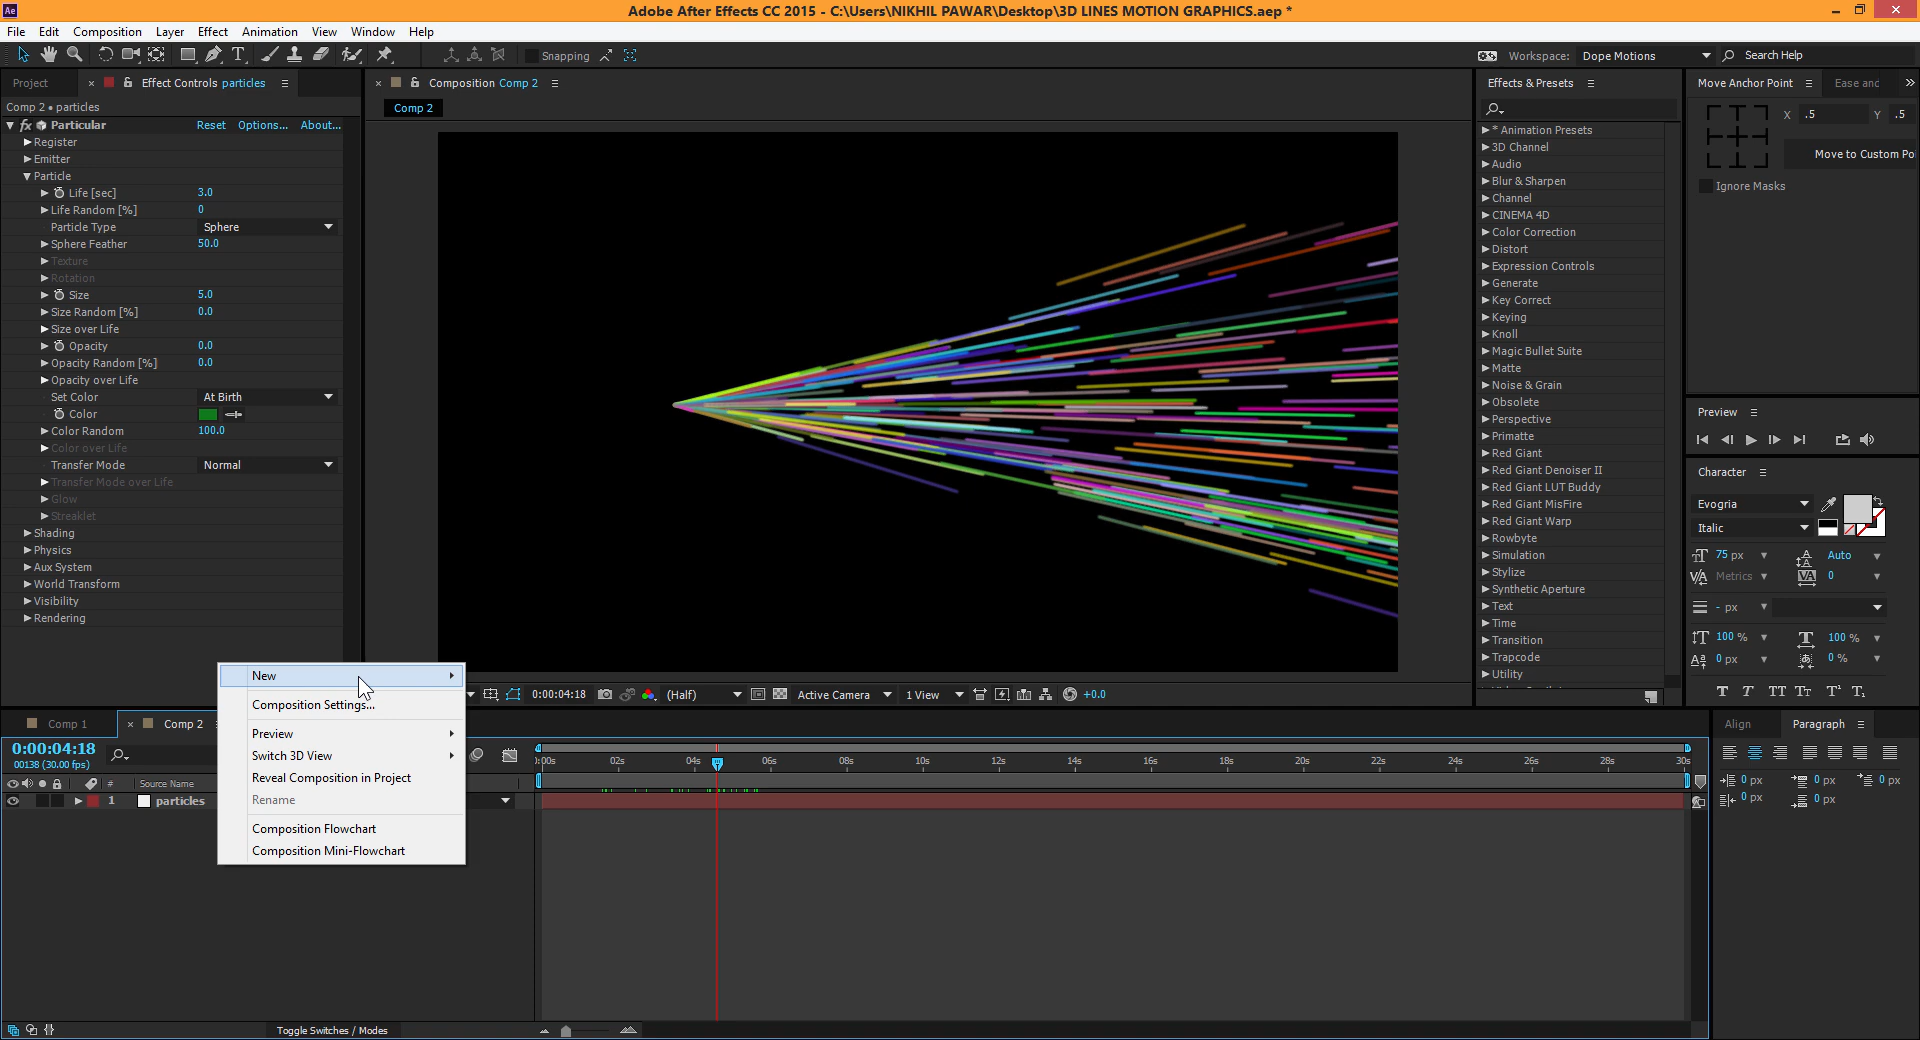 Ae
Adobe After Effects CC 2015 - C:\Users\NIKHIL PAWAR\Desktop\3D LINES MOTION GRAPHICS.aep *
File Edit Composition Layer Effect Animation View Window Help
Snapping
Workspace: Dope Motions
Search Help
Project
Effect Controls particles
Composition Comp 2
Effects & Presets
Move Anchor Point
Ease and
Comp 2 • particles
Comp 2
fx Particular Reset Options... About...
Register
Emitter
Particle
Life [sec] 3.0
Life Random [%] 0
Particle Type Sphere
Sphere Feather 50.0
Texture
Rotation
Size 5.0
Size Random [%] 0.0
Size over Life
Opacity 0.0
Opacity Random [%] 0.0
Opacity over Life
Set Color At Birth
Color
Color Random 100.0
Color over Life
Transfer Mode Normal
Transfer Mode over Life
Glow
Streaklet
Shading
Physics
Aux System
World Transform
Visibility
Rendering
* Animation Presets
3D Channel
Audio
Blur & Sharpen
Channel
CINEMA 4D
Color Correction
Distort
Expression Controls
Generate
Key Correct
Keying
Knoll
Magic Bullet Suite
Matte
Noise & Grain
Obsolete
Perspective
Primatte
Red Giant
Red Giant Denoiser II
Red Giant LUT Buddy
Red Giant MisFire
Red Giant Warp
Rowbyte
Simulation
Stylize
Synthetic Aperture
Text
Time
Transition
Trapcode
Utility
X .5 Y .5
Move to Custom Po
Ignore Masks
Preview
Character
Evogria
Italic
75 px Auto
Metrics 0
- px
100 % 100 %
0 px 0 %
T T TT Tt T¹ T₁
New
Composition Settings...
Preview
Switch 3D View
Reveal Composition in Project
Rename
Composition Flowchart
Composition Mini-Flowchart
0:00:04:18 (Half) Active Camera 1 View +0.0
Comp 1
Comp 2
0:00:04:18
00138 (30.00 fps)
# Source Name
1 particles
):00s 02s 04s 06s 08s 10s 12s 14s 16s 18s 20s 22s 24s 26s 28s 30s
Toggle Switches / Modes
Align
Paragraph
0 px 0 px 0 px
0 px 0 px